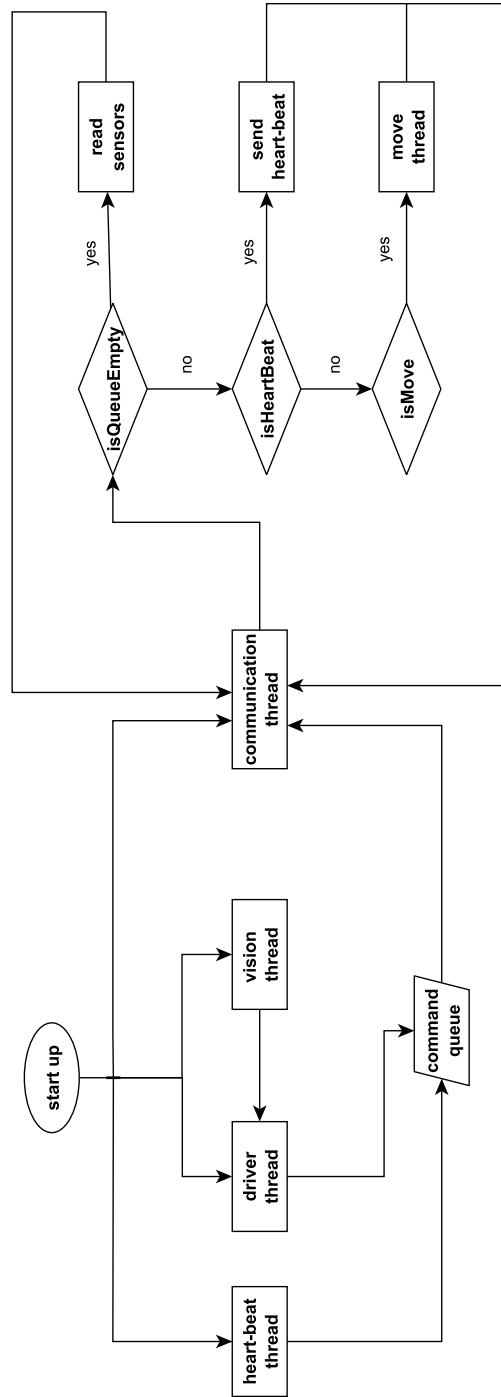 start up
heart-beat
thread
driver
thread
vision
thread
communication
thread
command
queue
isQueueEmpty
yes
read
sensors
no
isHeartBeat
yes
send
heart-beat
no
isMove
yes
move
thread